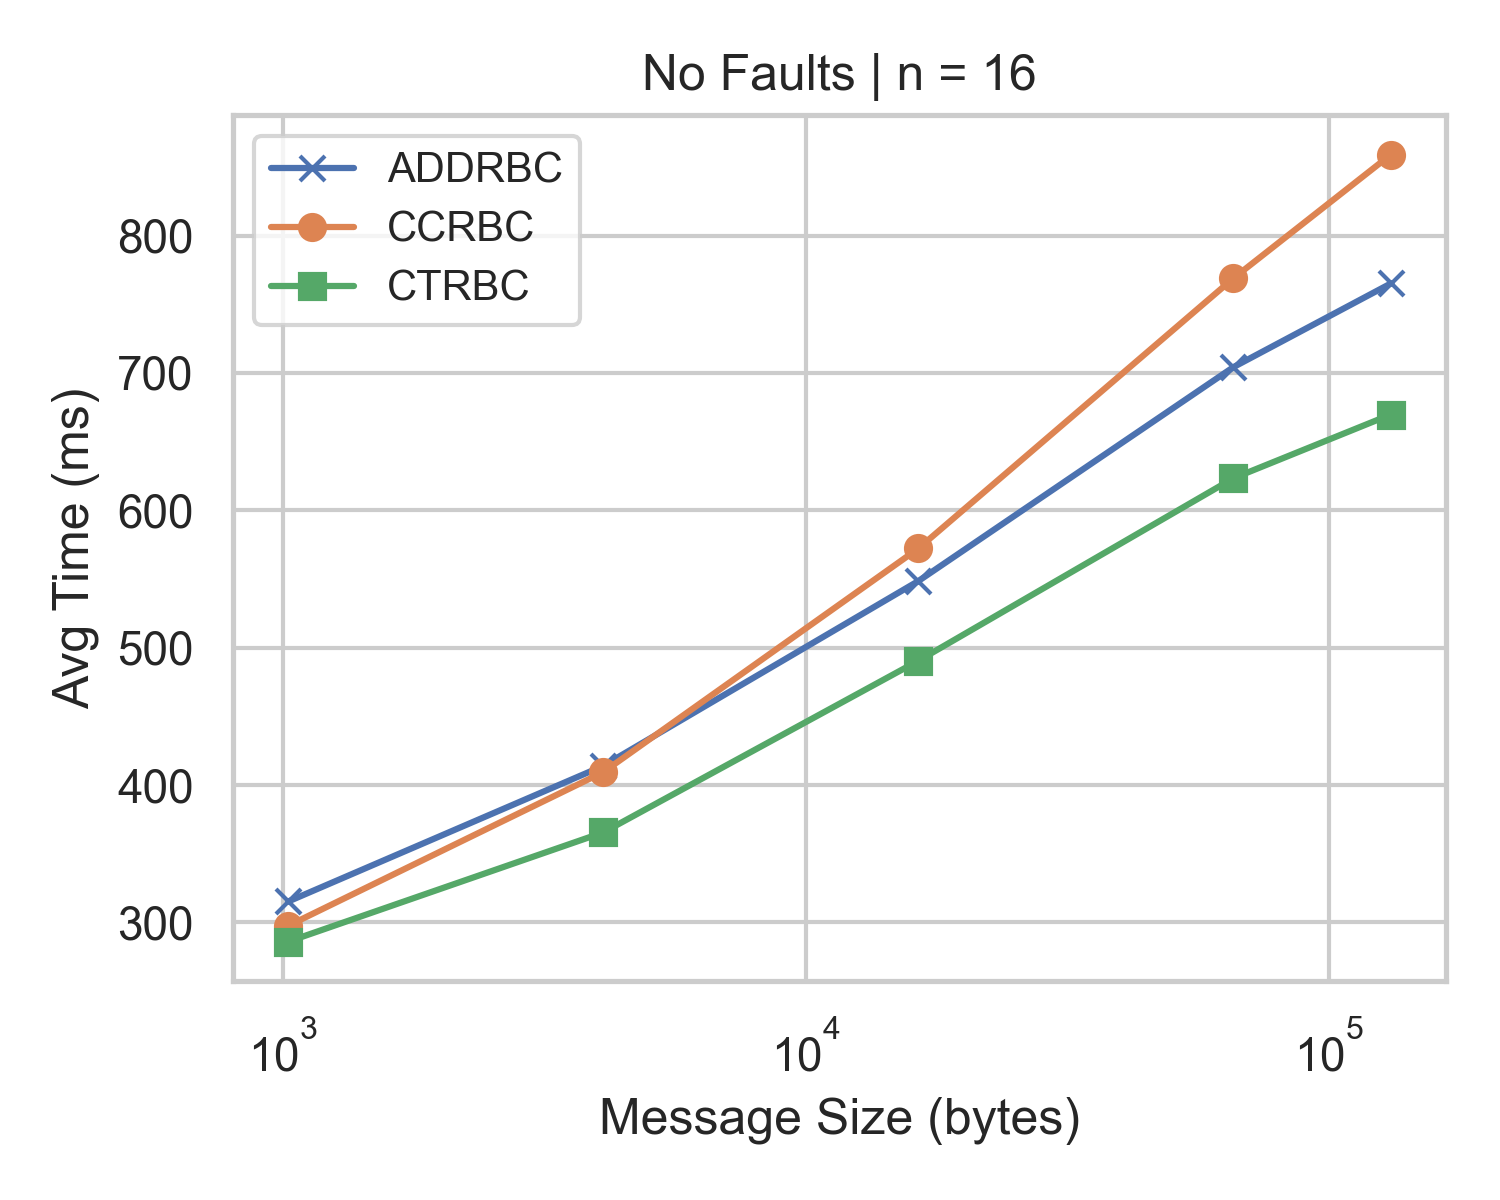 No Faults | n = 16
ADDRBC
CCRBC
CTRBC
Avg Time (ms)
800
700
600
500
400
300
10³
10⁴
10⁵
Message Size (bytes)